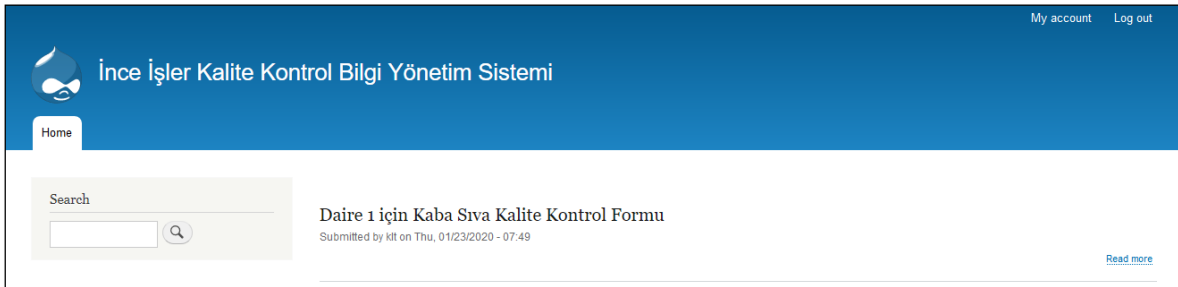 My account Log out
İnce İşler Kalite Kontrol Bilgi Yönetim Sistemi
Home
Search
Daire 1 için Kaba Sıva Kalite Kontrol Formu
Submitted by klt on Thu, 01/23/2020 - 07:49
Read more